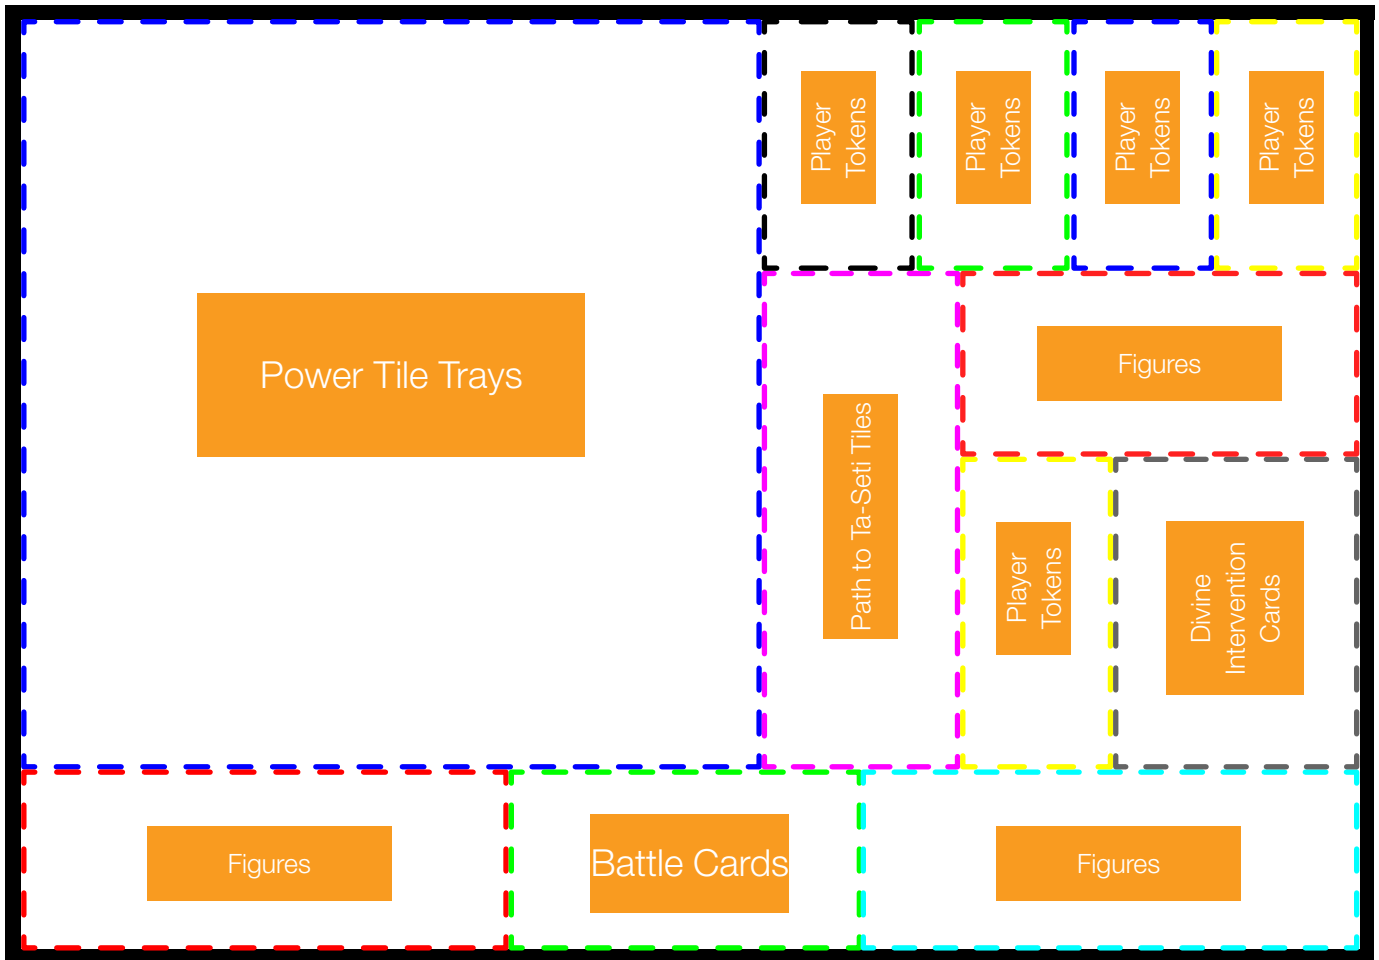 Player
Tokens
Player
Tokens
Player
Tokens
Player
Tokens
Power Tile Trays
Figures
Path to Ta-Seti Tiles
Player
Tokens
Divine
Intervention
Cards
Figures
Battle Cards
Figures